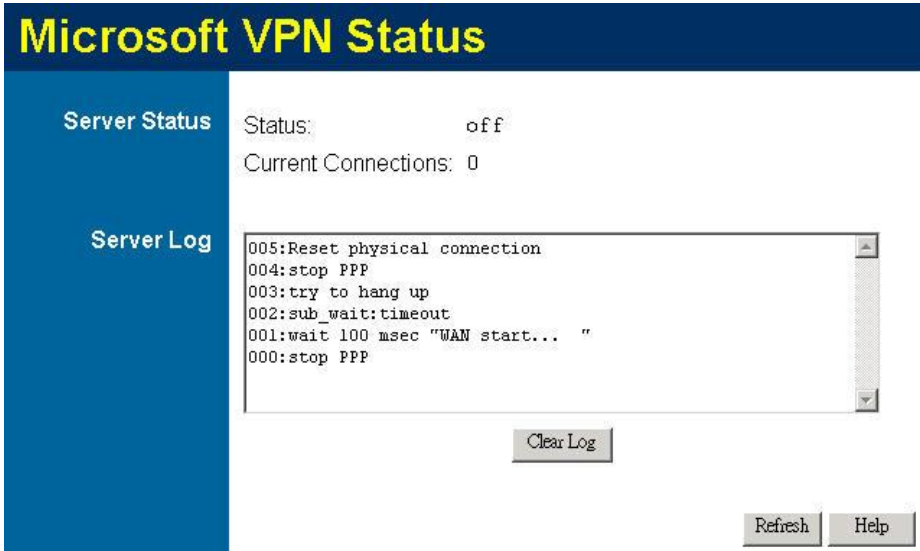 Microsoft VPN Status
Server Status
Status: off
Current Connections: 0
Server Log
005:Reset physical connection
004:stop PPP
003:try to hang up
002:sub_wait:timeout
001:wait 100 msec "WAN start...  "
000:stop PPP
Clear Log
Refresh Help